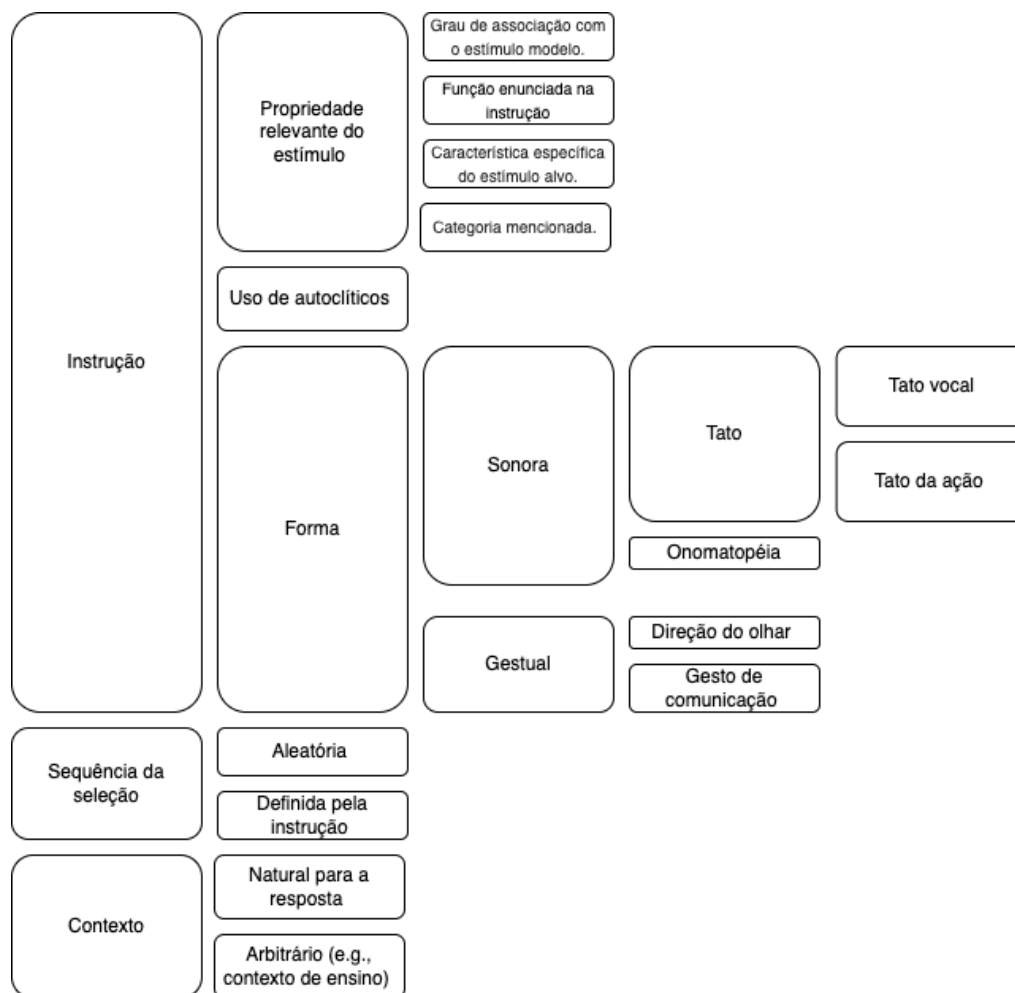 Instrução
Propriedade
relevante do
estímulo
Grau de associação com
o estímulo modelo.
Função enunciada na
instrução
Característica específica
do estímulo alvo.
Categoria mencionada.
Uso de autoclíticos
Forma
Sonora
Tato
Tato vocal
Tato da ação
Onomatopéia
Gestual
Direção do olhar
Gesto de
comunicação
Sequência da
seleção
Aleatória
Definida pela
instrução
Contexto
Natural para a
resposta
Arbitrário (e.g.,
contexto de ensino)